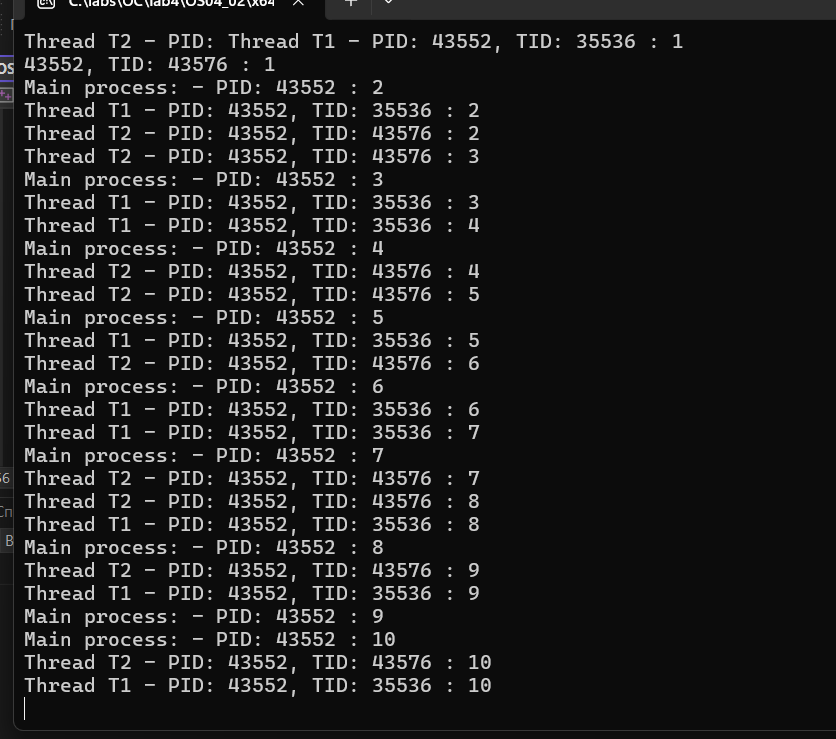 C:\labs\OC\lab4\OS04_02\x64
Thread T2 - PID: Thread T1 - PID: 43552, TID: 35536 : 1
43552, TID: 43576 : 1
Main process: - PID: 43552 : 2
Thread T1 - PID: 43552, TID: 35536 : 2
Thread T2 - PID: 43552, TID: 43576 : 2
Thread T2 - PID: 43552, TID: 43576 : 3
Main process: - PID: 43552 : 3
Thread T1 - PID: 43552, TID: 35536 : 3
Thread T1 - PID: 43552, TID: 35536 : 4
Main process: - PID: 43552 : 4
Thread T2 - PID: 43552, TID: 43576 : 4
Thread T2 - PID: 43552, TID: 43576 : 5
Main process: - PID: 43552 : 5
Thread T1 - PID: 43552, TID: 35536 : 5
Thread T2 - PID: 43552, TID: 43576 : 6
Main process: - PID: 43552 : 6
Thread T1 - PID: 43552, TID: 35536 : 6
Thread T1 - PID: 43552, TID: 35536 : 7
Main process: - PID: 43552 : 7
Thread T2 - PID: 43552, TID: 43576 : 7
Thread T2 - PID: 43552, TID: 43576 : 8
Thread T1 - PID: 43552, TID: 35536 : 8
Main process: - PID: 43552 : 8
Thread T2 - PID: 43552, TID: 43576 : 9
Thread T1 - PID: 43552, TID: 35536 : 9
Main process: - PID: 43552 : 9
Main process: - PID: 43552 : 10
Thread T2 - PID: 43552, TID: 43576 : 10
Thread T1 - PID: 43552, TID: 35536 : 10